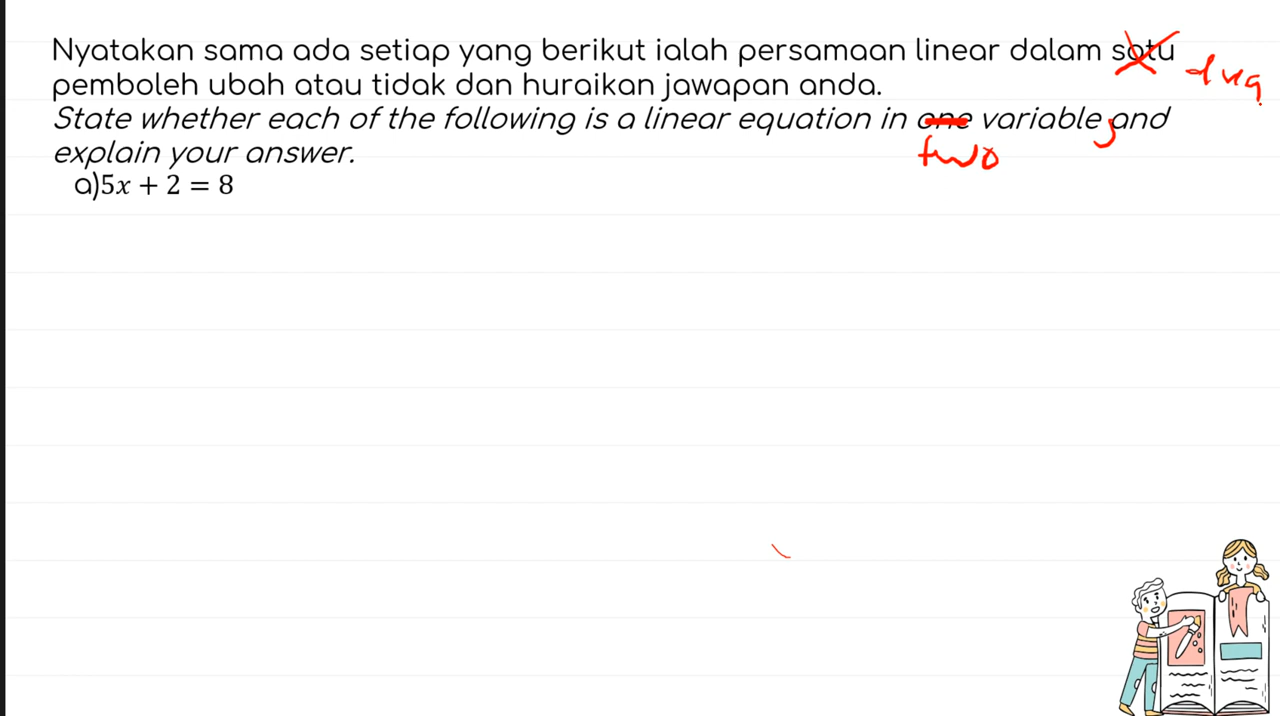 Nyatakan sama ada setiap yang berikut ialah persamaan linear dalam satu dua
pemboleh ubah atau tidak dan huraikan jawapan anda.
State whether each of the following is a linear equation in one variables and
two
explain your answer.
a)5x + 2 = 8